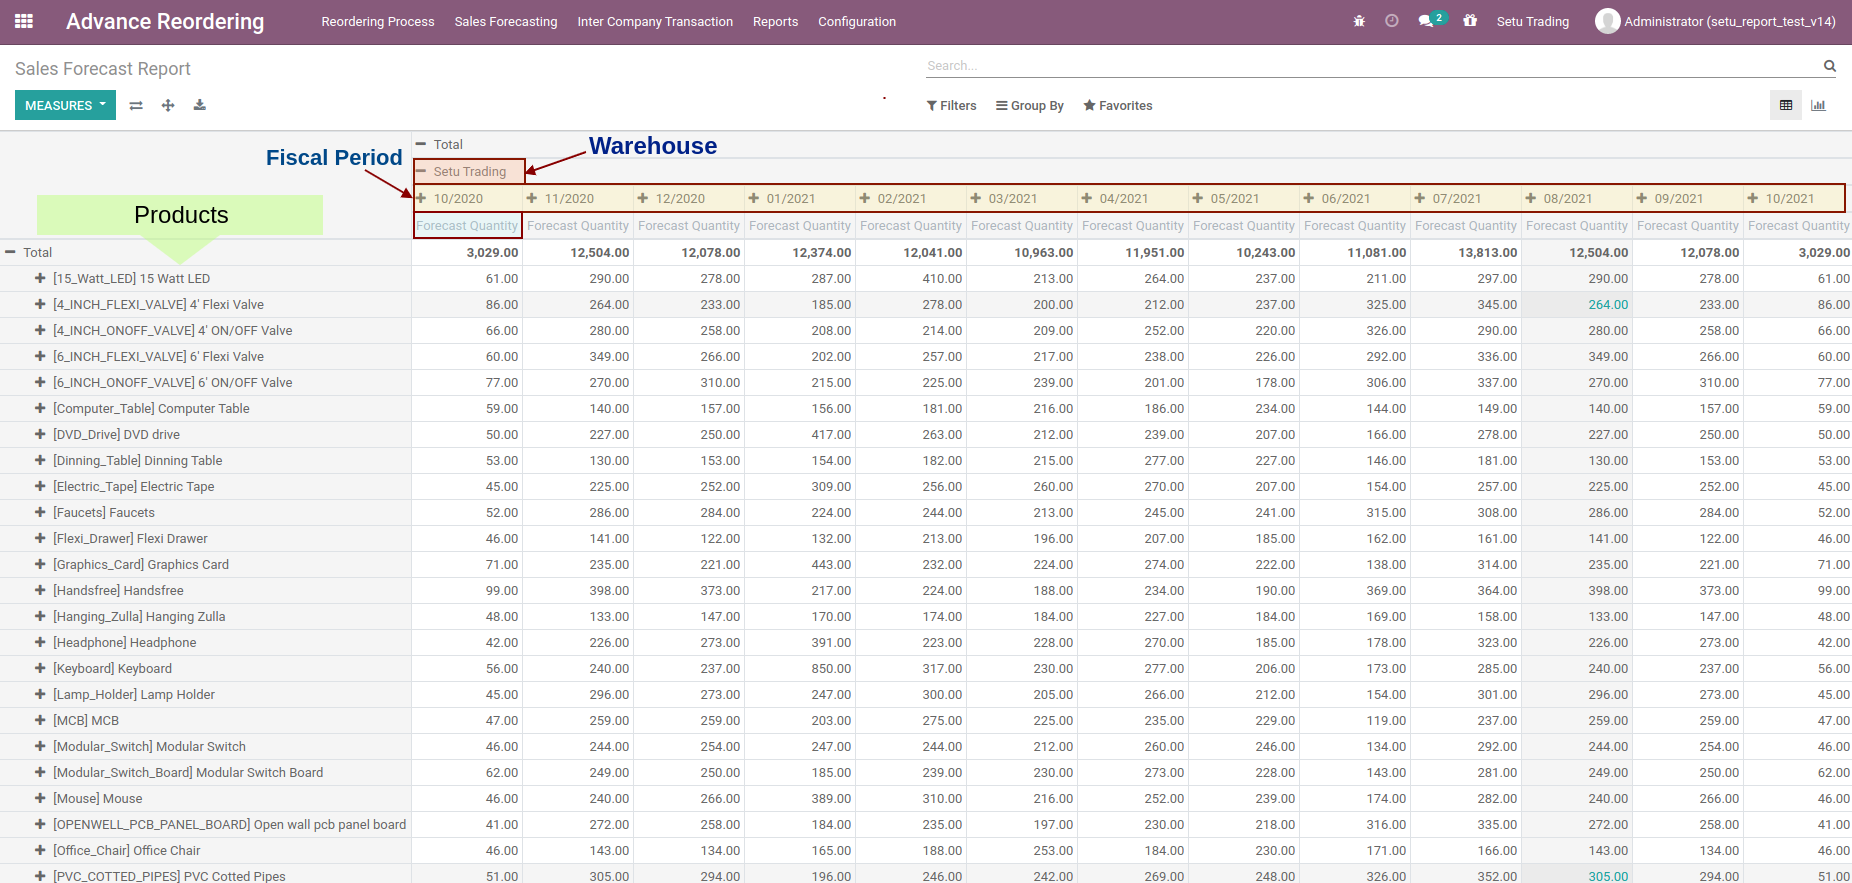 Advance Reordering Reordering Process Sales Forecasting Inter Company Transaction Reports Configuration 2 Setu Trading Administrator (setu_report_test_v14)
Sales Forecast Report Search...
MEASURES Filters Group By Favorites
Total
Fiscal Period Warehouse
Setu Trading
10/2020 11/2020 12/2020 01/2021 02/2021 03/2021 04/2021 05/2021 06/2021 07/2021 08/2021 09/2021 10/2021
Products
Forecast Quantity Forecast Quantity Forecast Quantity Forecast Quantity Forecast Quantity Forecast Quantity Forecast Quantity Forecast Quantity Forecast Quantity Forecast Quantity Forecast Quantity Forecast Quantity Forecast Quantity
Total 3,029.00 12,504.00 12,078.00 12,374.00 12,041.00 10,963.00 11,951.00 10,243.00 11,081.00 13,813.00 12,504.00 12,078.00 3,029.00
[15_Watt_LED] 15 Watt LED 61.00 290.00 278.00 287.00 410.00 213.00 264.00 237.00 211.00 297.00 290.00 278.00 61.00
[4_INCH_FLEXI_VALVE] 4' Flexi Valve 86.00 264.00 233.00 185.00 278.00 200.00 212.00 237.00 325.00 345.00 264.00 233.00 86.00
[4_INCH_ONOFF_VALVE] 4' ON/OFF Valve 66.00 280.00 258.00 208.00 214.00 209.00 252.00 220.00 326.00 290.00 280.00 258.00 66.00
[6_INCH_FLEXI_VALVE] 6' Flexi Valve 60.00 349.00 266.00 202.00 257.00 217.00 238.00 226.00 292.00 336.00 349.00 266.00 60.00
[6_INCH_ONOFF_VALVE] 6' ON/OFF Valve 77.00 270.00 310.00 215.00 225.00 239.00 201.00 178.00 306.00 337.00 270.00 310.00 77.00
[Computer_Table] Computer Table 59.00 140.00 157.00 156.00 181.00 216.00 186.00 234.00 144.00 149.00 140.00 157.00 59.00
[DVD_Drive] DVD drive 50.00 227.00 250.00 417.00 263.00 212.00 239.00 207.00 166.00 278.00 227.00 250.00 50.00
[Dinning_Table] Dinning Table 53.00 130.00 153.00 154.00 182.00 215.00 277.00 227.00 146.00 181.00 130.00 153.00 53.00
[Electric_Tape] Electric Tape 45.00 225.00 252.00 309.00 256.00 260.00 270.00 207.00 154.00 257.00 225.00 252.00 45.00
[Faucets] Faucets 52.00 286.00 284.00 224.00 244.00 213.00 245.00 241.00 315.00 308.00 286.00 284.00 52.00
[Flexi_Drawer] Flexi Drawer 46.00 141.00 122.00 132.00 213.00 196.00 207.00 185.00 162.00 161.00 141.00 122.00 46.00
[Graphics_Card] Graphics Card 71.00 235.00 221.00 443.00 232.00 224.00 274.00 222.00 138.00 314.00 235.00 221.00 71.00
[Handsfree] Handsfree 99.00 398.00 373.00 217.00 224.00 188.00 234.00 190.00 369.00 364.00 398.00 373.00 99.00
[Hanging_Zulla] Hanging Zulla 48.00 133.00 147.00 170.00 174.00 184.00 227.00 184.00 169.00 158.00 133.00 147.00 48.00
[Headphone] Headphone 42.00 226.00 273.00 391.00 223.00 228.00 270.00 185.00 178.00 323.00 226.00 273.00 42.00
[Keyboard] Keyboard 56.00 240.00 237.00 850.00 317.00 230.00 277.00 206.00 173.00 285.00 240.00 237.00 56.00
[Lamp_Holder] Lamp Holder 45.00 296.00 273.00 247.00 300.00 205.00 266.00 212.00 154.00 301.00 296.00 273.00 45.00
[MCB] MCB 47.00 259.00 259.00 203.00 275.00 225.00 235.00 229.00 119.00 237.00 259.00 259.00 47.00
[Modular_Switch] Modular Switch 46.00 244.00 254.00 247.00 244.00 212.00 260.00 246.00 134.00 292.00 244.00 254.00 46.00
[Modular_Switch_Board] Modular Switch Board 62.00 249.00 250.00 185.00 239.00 230.00 273.00 228.00 143.00 281.00 249.00 250.00 62.00
[Mouse] Mouse 46.00 240.00 266.00 389.00 310.00 216.00 252.00 239.00 174.00 282.00 240.00 266.00 46.00
[OPENWELL_PCB_PANEL_BOARD] Open wall pcb panel board 41.00 272.00 258.00 184.00 235.00 197.00 230.00 218.00 316.00 335.00 272.00 258.00 41.00
[Office_Chair] Office Chair 46.00 143.00 134.00 165.00 188.00 253.00 184.00 230.00 171.00 166.00 143.00 134.00 46.00
[PVC_COTTED_PIPES] PVC Cotted Pipes 51.00 305.00 294.00 196.00 246.00 242.00 269.00 248.00 326.00 352.00 305.00 294.00 51.00